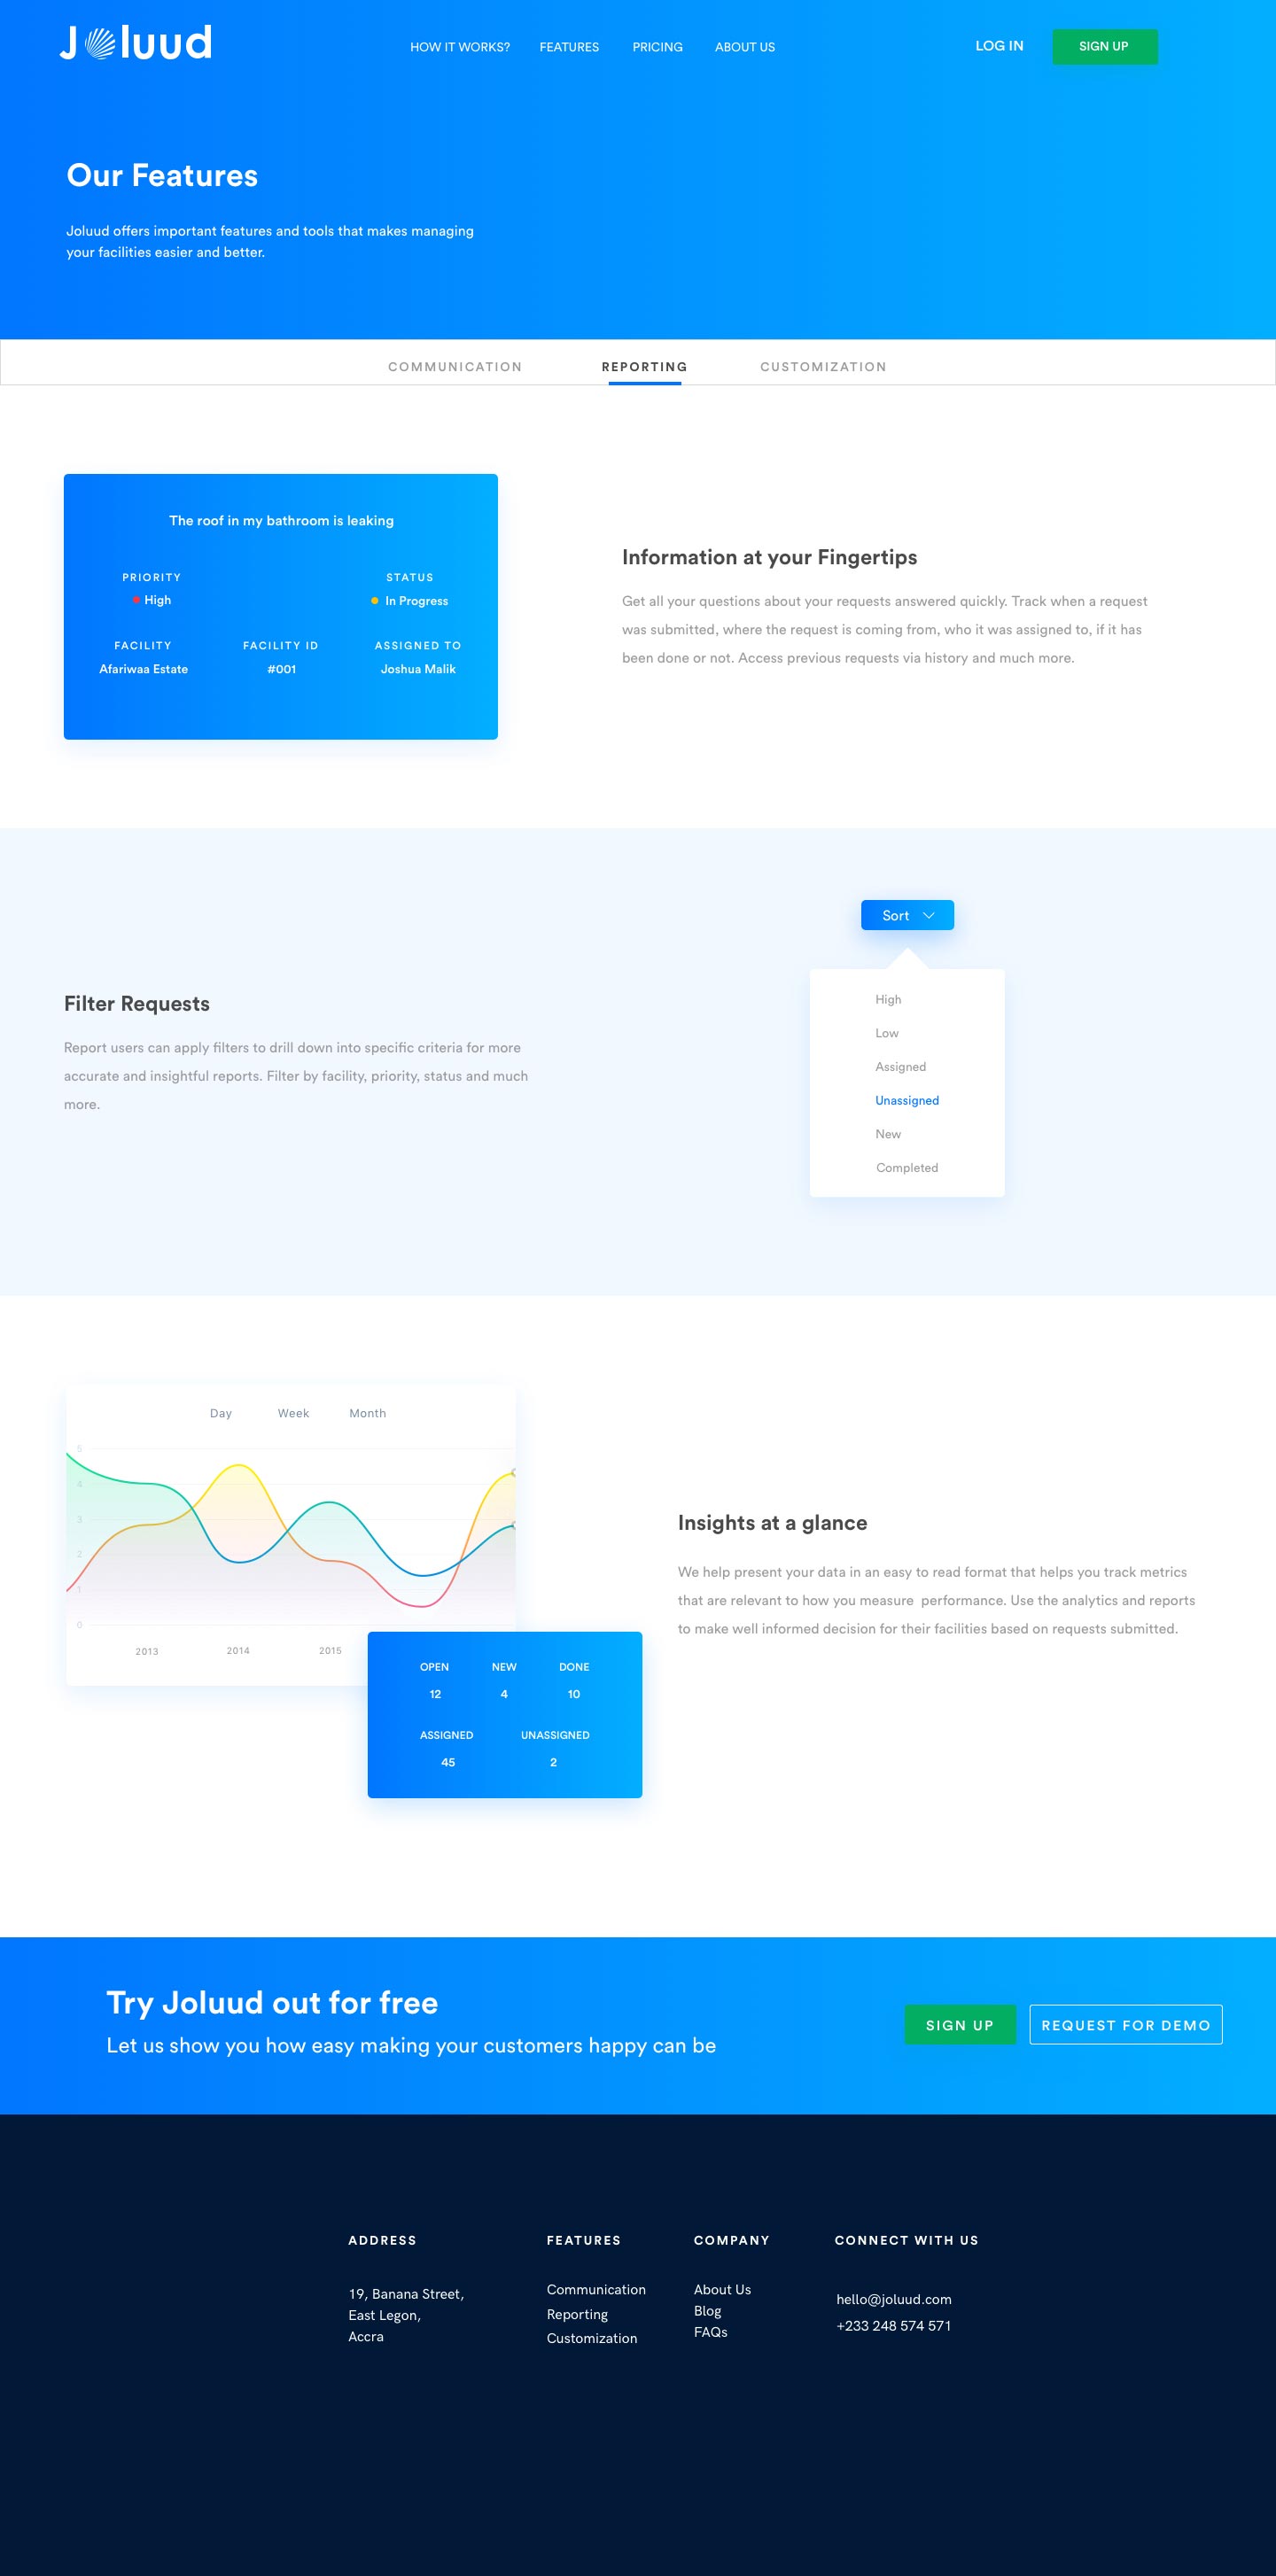 Joluud
HOW IT WORKS? FEATURES PRICING ABOUT US LOG IN SIGN UP
Our Features
Joluud offers important features and tools that makes managing
your facilities easier and better.
COMMUNICATION REPORTING CUSTOMIZATION
The roof in my bathroom is leaking
PRIORITY STATUS
High In Progress
FACILITY FACILITY ID ASSIGNED TO
Afariwaa Estate #001 Joshua Malik
Information at your Fingertips
Get all your questions about your requests answered quickly. Track when a request
was submitted, where the request is coming from, who it was assigned to, if it has
been done or not. Access previous requests via history and much more.
Filter Requests
Report users can apply filters to drill down into specific criteria for more
accurate and insightful reports. Filter by facility, priority, status and much
more.
Sort
High
Low
Assigned
Unassigned
New
Completed
Day Week Month
5
4
3
2
1
0
2013 2014 2015
OPEN NEW DONE
12 4 10
ASSIGNED UNASSIGNED
45 2
Insights at a glance
We help present your data in an easy to read format that helps you track metrics
that are relevant to how you measure  performance. Use the analytics and reports
to make well informed decision for their facilities based on requests submitted.
Try Joluud out for free
Let us show you how easy making your customers happy can be
SIGN UP REQUEST FOR DEMO
ADDRESS
19, Banana Street,
East Legon,
Accra
FEATURES
Communication
Reporting
Customization
COMPANY
About Us
Blog
FAQs
CONNECT WITH US
hello@joluud.com
+233 248 574 571